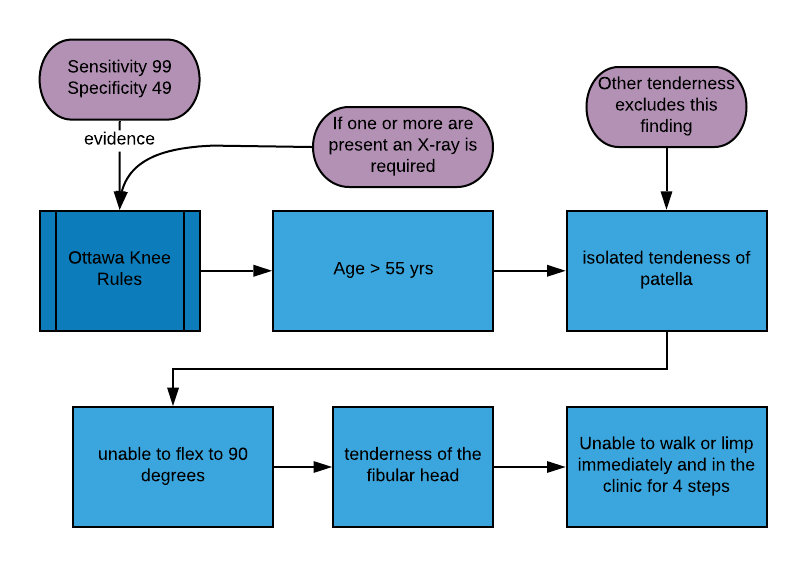 Sensitivity 99
Specificity 49
evidence
If one or more are
present an X-ray is
required
Other tenderness
excludes this
finding
Ottawa Knee
Rules
Age > 55 yrs
isolated tendeness of
patella
unable to flex to 90
degrees
tenderness of the
fibular head
Unable to walk or limp
immediately and in the
clinic for 4 steps